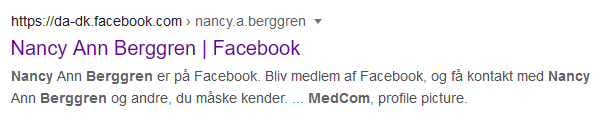 https://da-dk.facebook.com › nancy.a.berggren
Nancy Ann Berggren | Facebook
Nancy Ann Berggren er på Facebook. Bliv medlem af Facebook, og få kontakt med Nancy
Ann Berggren og andre, du måske kender. ... MedCom, profile picture.